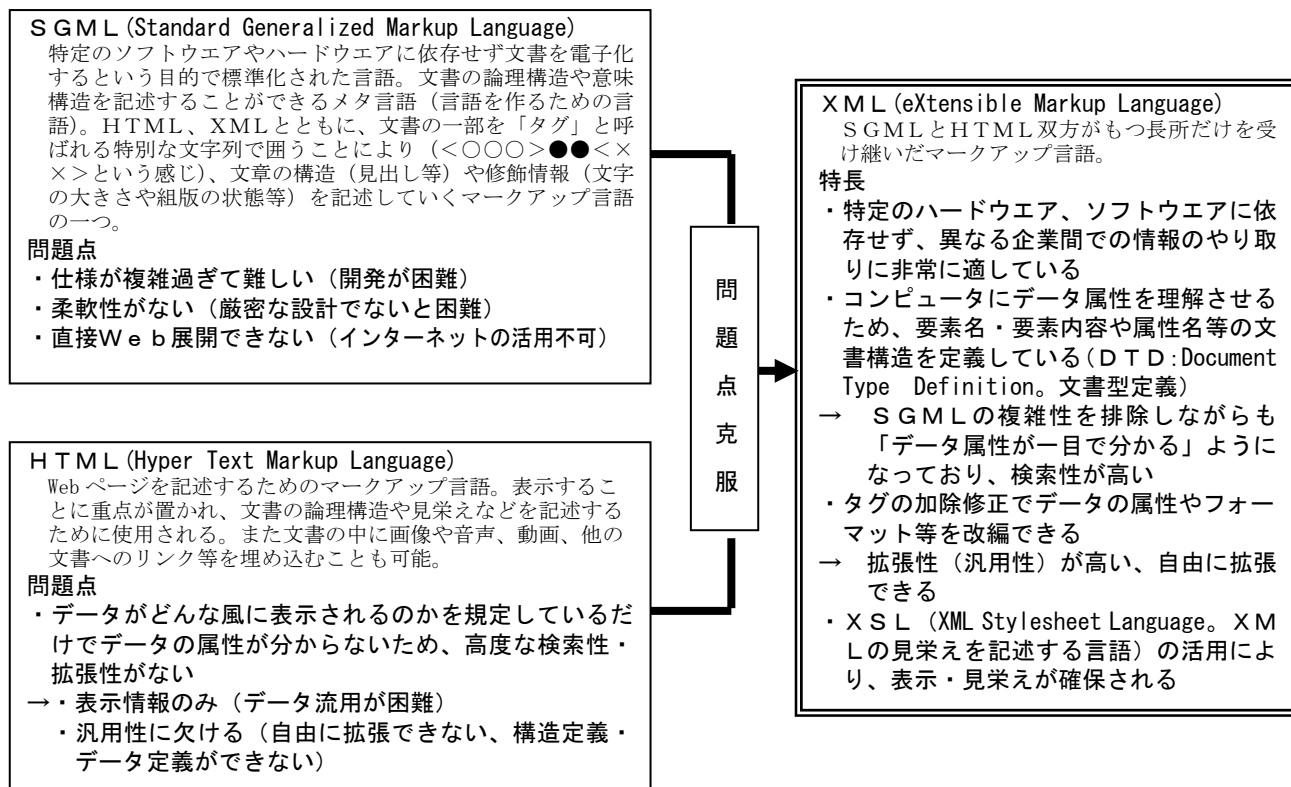 ＳＧＭＬ(Standard Generalized Markup Language)
特定のソフトウエアやハードウエアに依存せず文書を電子化
するという目的で標準化された言語。文書の論理構造や意味
構造を記述することができるメタ言語（言語を作るための言
語）。ＨＴＭＬ、ＸＭＬとともに、文書の一部を「タグ」と呼
ばれる特別な文字列で囲うことにより（＜○○○＞●●＜×
×＞という感じ）、文章の構造（見出し等）や修飾情報（文字
の大きさや組版の状態等）を記述していくマークアップ言語
の一つ。
問題点
・仕様が複雑過ぎて難しい（開発が困難）
・柔軟性がない（厳密な設計でないと困難）
・直接Ｗｅｂ展開できない（インターネットの活用不可）
ＨＴＭＬ(Hyper Text Markup Language)
Web ページを記述するためのマークアップ言語。表示するこ
とに重点が置かれ、文書の論理構造や見栄えなどを記述する
ために使用される。また文書の中に画像や音声、動画、他の
文書へのリンク等を埋め込むことも可能。
問題点
・データがどんな風に表示されるのかを規定しているだ
けでデータの属性が分からないため、高度な検索性・
拡張性がない
→・表示情報のみ（データ流用が困難）
・汎用性に欠ける（自由に拡張できない、構造定義・
データ定義ができない）
問題点克服
ＸＭＬ(eXtensible Markup Language)
ＳＧＭＬとＨＴＭＬ双方がもつ長所だけを受
け継いだマークアップ言語。
特長
・特定のハードウエア、ソフトウエアに依
存せず、異なる企業間での情報のやり取
りに非常に適している
・コンピュータにデータ属性を理解させる
ため、要素名・要素内容や属性名等の文
書構造を定義している(ＤＴＤ:Document
Type Definition。文書型定義)
→ ＳＧＭＬの複雑性を排除しながらも
「データ属性が一目で分かる」ように
なっており、検索性が高い
・タグの加除修正でデータの属性やフォー
マット等を改編できる
→ 拡張性（汎用性）が高い、自由に拡張
できる
・ＸＳＬ（XML Stylesheet Language。ＸＭ
Ｌの見栄えを記述する言語）の活用によ
り、表示・見栄えが確保される